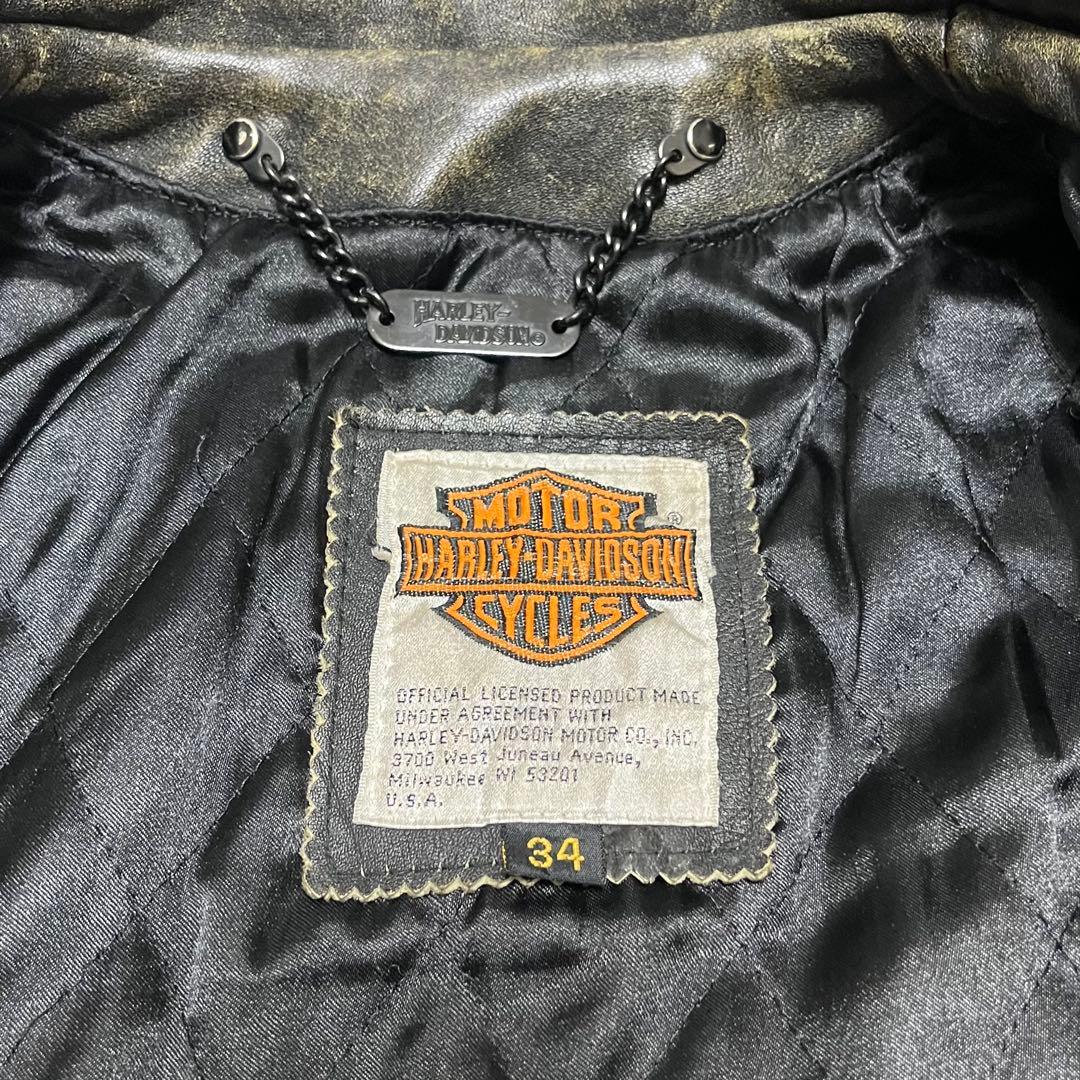 HARLEY-
DAVIDSON®
MOTOR
®
HARLEY-DAVIDSON
CYCLES
OFFICIAL LICENSED PRODUCT MADE
UNDER AGREEMENT WITH
HARLEY-DAVIDSON MOTOR CO., INC.
3700 West Juneau Avenue,
Milwaukee WI 53201
U.S.A.
34